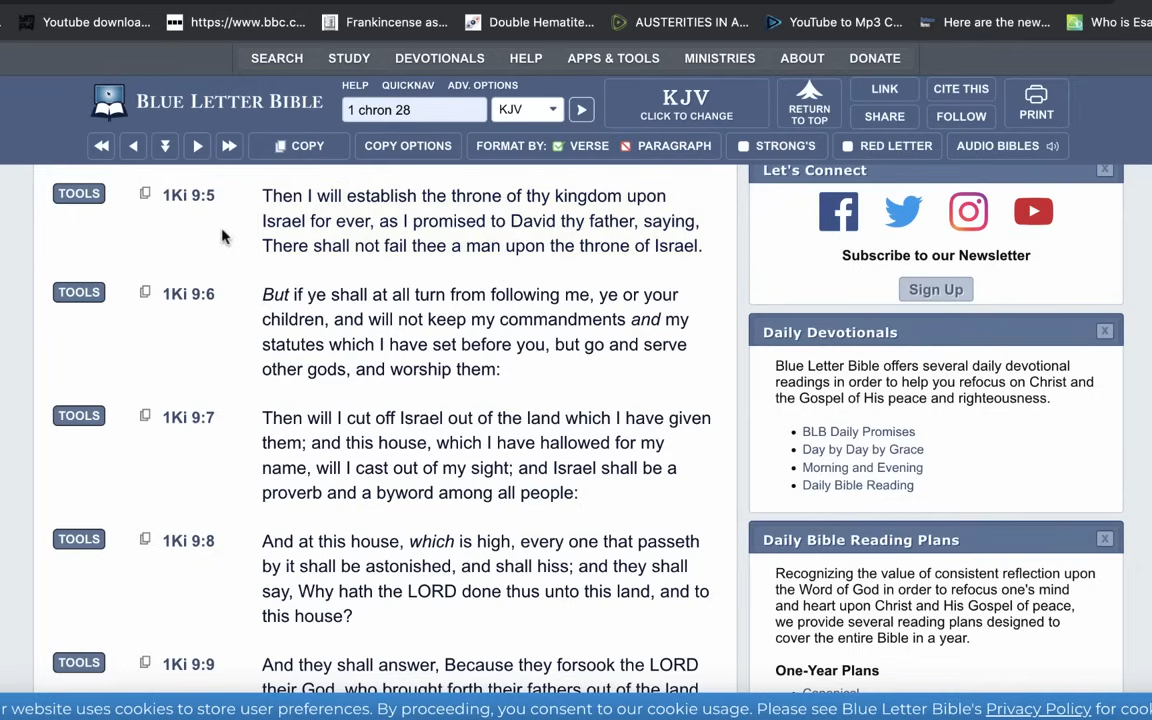 Youtube downloa...
https://www.bbc.c...
Frankincense as...
Double Hematite...
AUSTERITIES IN A...
YouTube to Mp3 C...
Here are the new...
Who is Esa
SEARCH STUDY DEVOTIONALS HELP APPS & TOOLS MINISTRIES ABOUT DONATE
BLUE LETTER BIBLE
HELP QUICKNAV ADV. OPTIONS
1 chron 28
KJV
KJV
CLICK TO CHANGE
RETURN
TO TOP
LINK
CITE THIS
SHARE
FOLLOW
PRINT
COPY
COPY OPTIONS
FORMAT BY: VERSE PARAGRAPH
STRONG'S
RED LETTER
AUDIO BIBLES
TOOLS
1Ki 9:5
Then I will establish the throne of thy kingdom upon
Israel for ever, as I promised to David thy father, saying,
There shall not fail thee a man upon the throne of Israel.
TOOLS
1Ki 9:6
But if ye shall at all turn from following me, ye or your
children, and will not keep my commandments and my
statutes which I have set before you, but go and serve
other gods, and worship them:
TOOLS
1Ki 9:7
Then will I cut off Israel out of the land which I have given
them; and this house, which I have hallowed for my
name, will I cast out of my sight; and Israel shall be a
proverb and a byword among all people:
TOOLS
1Ki 9:8
And at this house, which is high, every one that passeth
by it shall be astonished, and shall hiss; and they shall
say, Why hath the LORD done thus unto this land, and to
this house?
TOOLS
1Ki 9:9
And they shall answer, Because they forsook the LORD
their God, who brought forth their fathers out of the land
Let's Connect
X
Subscribe to our Newsletter
Sign Up
Daily Devotionals
X
Blue Letter Bible offers several daily devotional
readings in order to help you refocus on Christ and
the Gospel of His peace and righteousness.
• BLB Daily Promises
• Day by Day by Grace
• Morning and Evening
• Daily Bible Reading
Daily Bible Reading Plans
X
Recognizing the value of consistent reflection upon
the Word of God in order to refocus one's mind
and heart upon Christ and His Gospel of peace,
we provide several reading plans designed to
cover the entire Bible in a year.
One-Year Plans
Canonical
r website uses cookies to store user preferences. By proceeding, you consent to our cookie usage. Please see Blue Letter Bible's Privacy Policy for cook